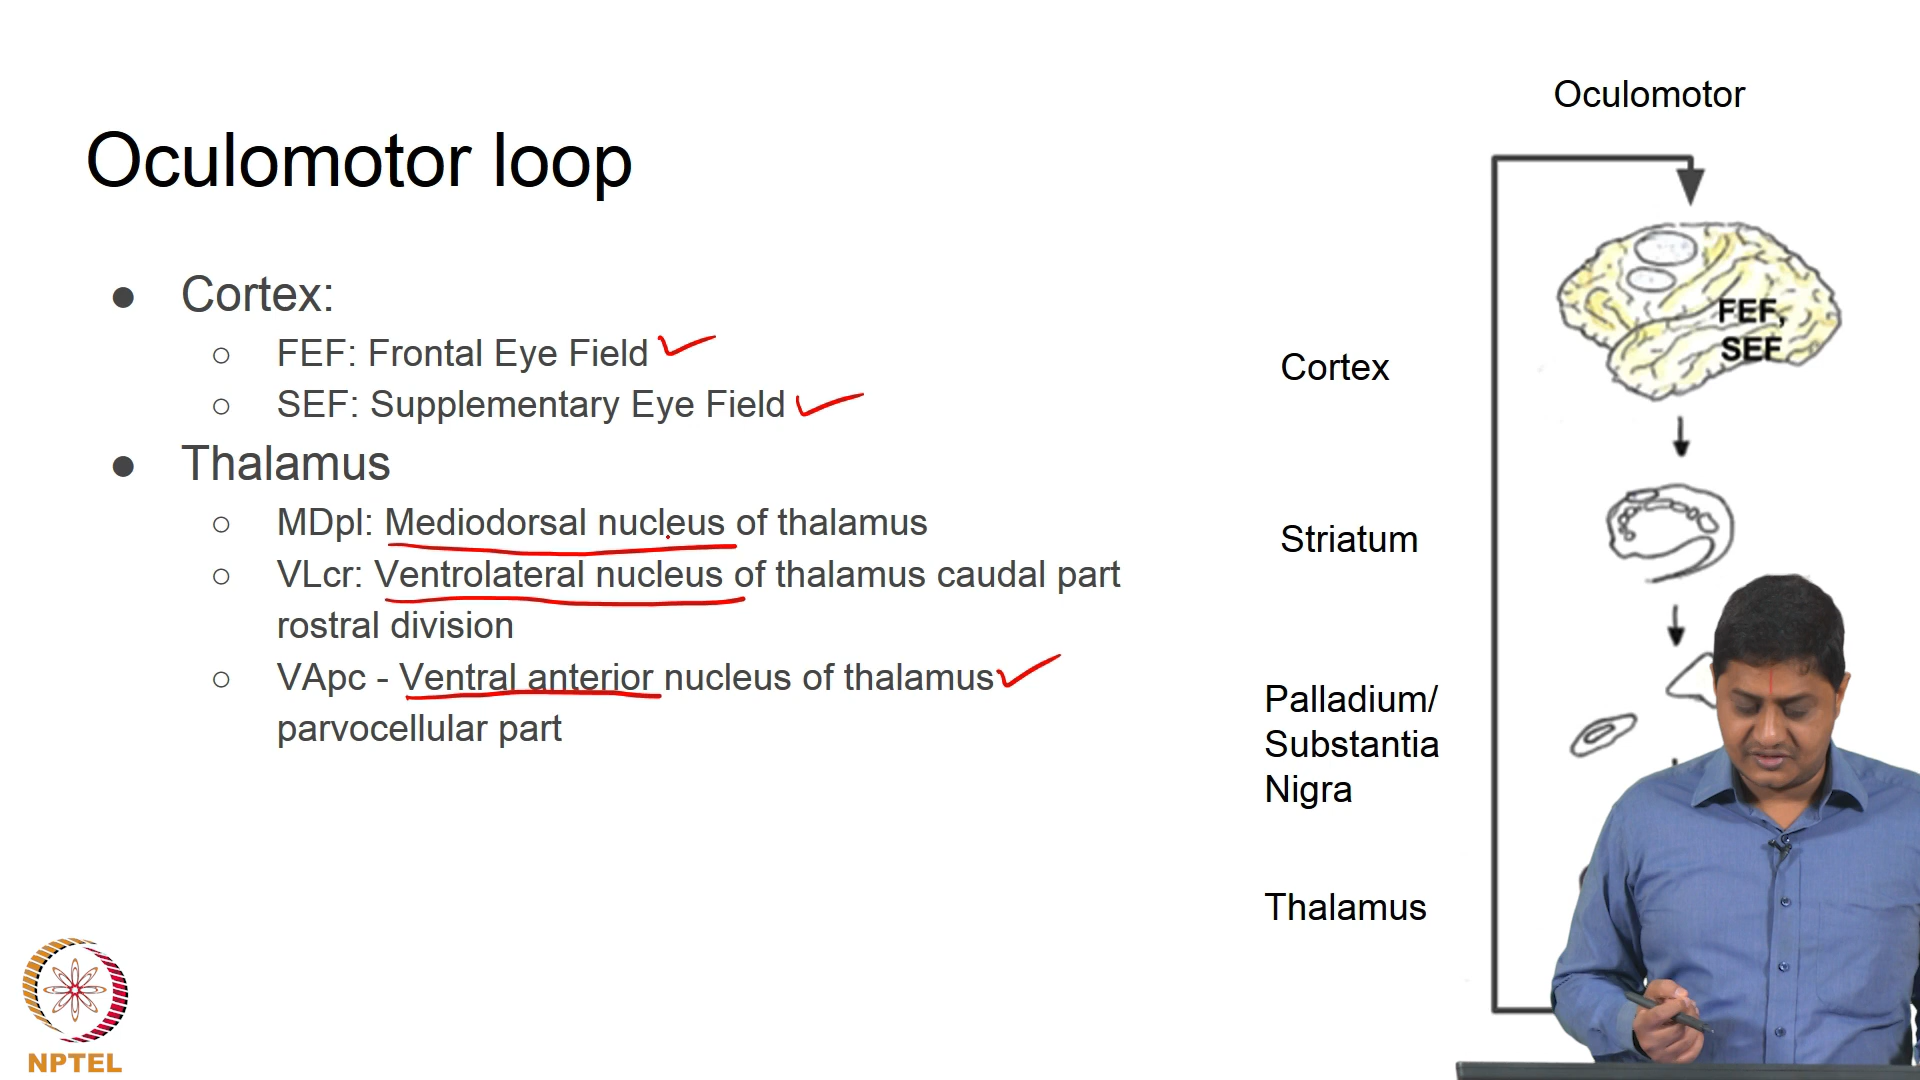 Oculomotor loop
● Cortex:
○ FEF: Frontal Eye Field
○ SEF: Supplementary Eye Field
● Thalamus
○ MDpl: Mediodorsal nucleus of thalamus
○ VLcr: Ventrolateral nucleus of thalamus caudal part
rostral division
○ VApc - Ventral anterior nucleus of thalamus
parvocellular part
Oculomotor
FEF,
SEF
Cortex
Striatum
Palladium/
Substantia
Nigra
Thalamus
NPTEL